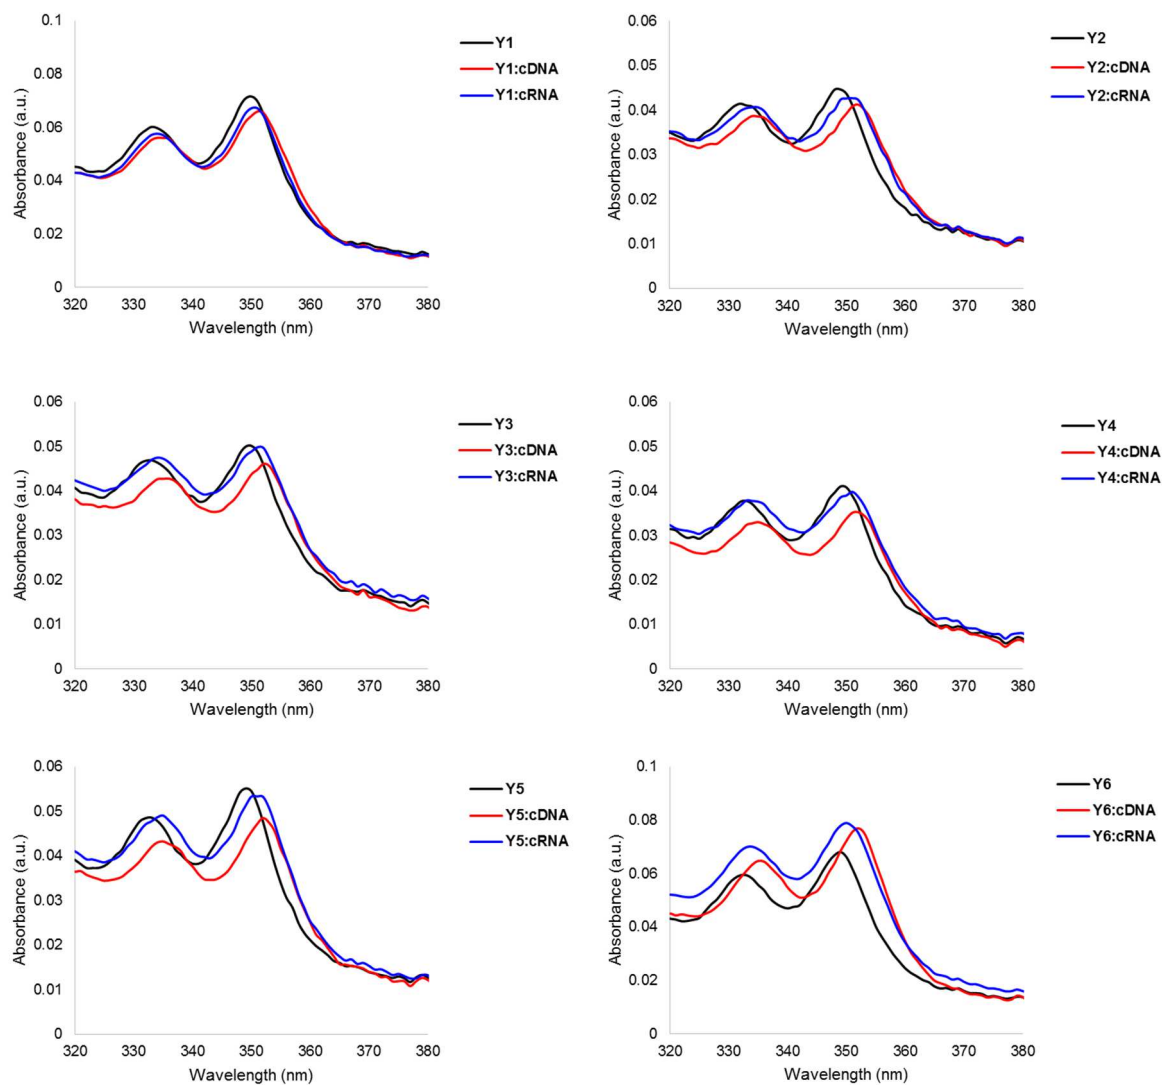 0.1
0.08
0.06
0.04
0.02
0
320 330 340 350 360 370 380
Absorbance (a.u.)
Wavelength (nm)
Y1
Y1:cDNA
Y1:cRNA
0.06
0.05
0.04
0.03
0.02
0.01
0
320 330 340 350 360 370 380
Absorbance (a.u.)
Wavelength (nm)
Y2
Y2:cDNA
Y2:cRNA
0.06
0.05
0.04
0.03
0.02
0.01
0
320 330 340 350 360 370 380
Absorbance (a.u.)
Wavelength (nm)
Y3
Y3:cDNA
Y3:cRNA
0.06
0.05
0.04
0.03
0.02
0.01
0
320 330 340 350 360 370 380
Absorbance (a.u.)
Wavelength (nm)
Y4
Y4:cDNA
Y4:cRNA
0.06
0.05
0.04
0.03
0.02
0.01
0
320 330 340 350 360 370 380
Absorbance (a.u.)
Wavelength (nm)
Y5
Y5:cDNA
Y5:cRNA
0.1
0.08
0.06
0.04
0.02
0
320 330 340 350 360 370 380
Absorbance (a.u.)
Wavelength (nm)
Y6
Y6:cDNA
Y6:cRNA